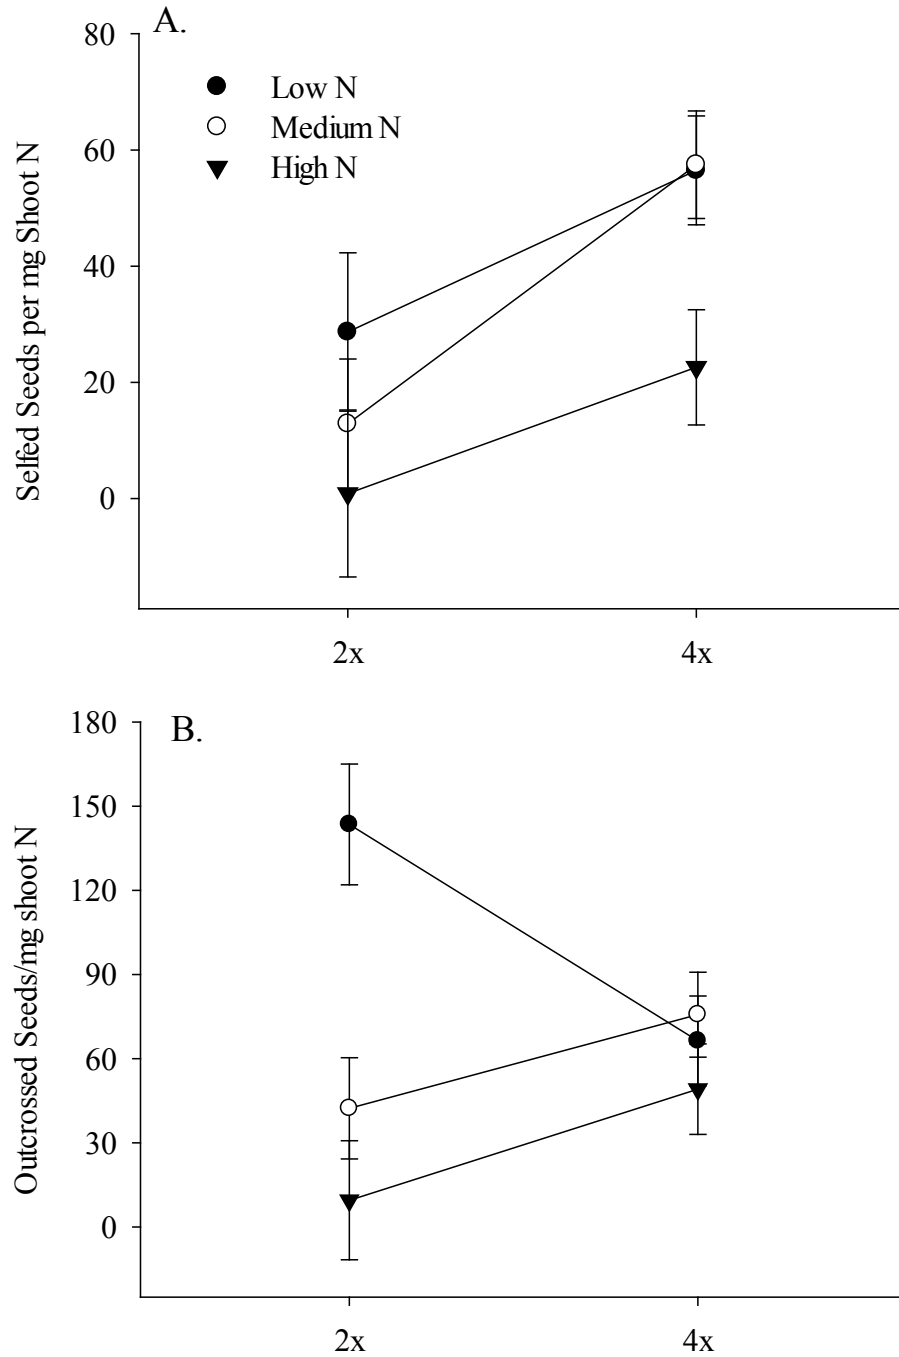 A.
80
60
40
20
0
Selfed Seeds per mg Shoot N
Low N
Medium N
High N
2x
4x
B.
180
150
120
90
60
30
0
Outcrossed Seeds/mg shoot N
2x
4x